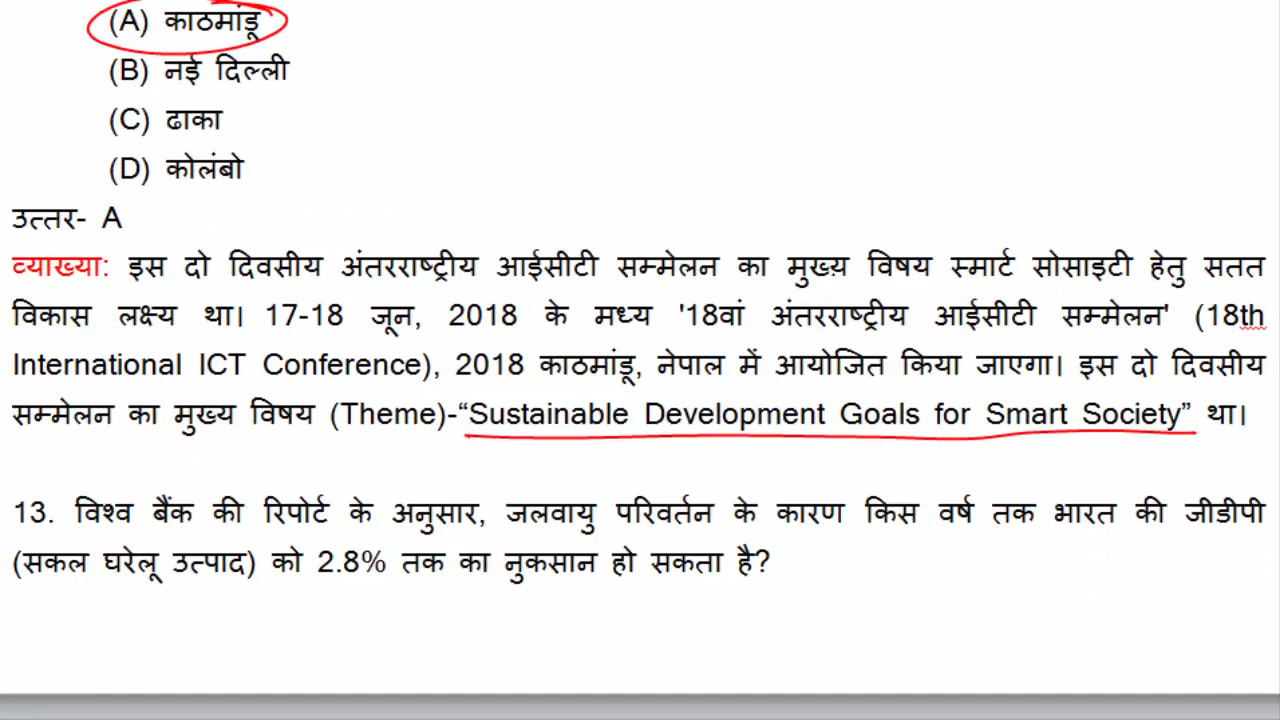 (A) काठमांडू
(B) नई दिल्ली
(C) ढाका
(D) कोलंबो
उत्तर- A
व्याख्या: इस दो दिवसीय अंतरराष्ट्रीय आईसीटी सम्मेलन का मुख्य़ विषय स्मार्ट सोसाइटी हेतु सतत
विकास लक्ष्य था। 17-18 जून, 2018 के मध्य '18वां अंतरराष्ट्रीय आईसीटी सम्मेलन' (18th
International ICT Conference), 2018 काठमांडू, नेपाल में आयोजित किया जाएगा। इस दो दिवसीय
सम्मेलन का मुख्य विषय (Theme)-“Sustainable Development Goals for Smart Society” था।
13. विश्व बैंक की रिपोर्ट के अनुसार, जलवायु परिवर्तन के कारण किस वर्ष तक भारत की जीडीपी
(सकल घरेलू उत्पाद) को 2.8% तक का नुकसान हो सकता है?